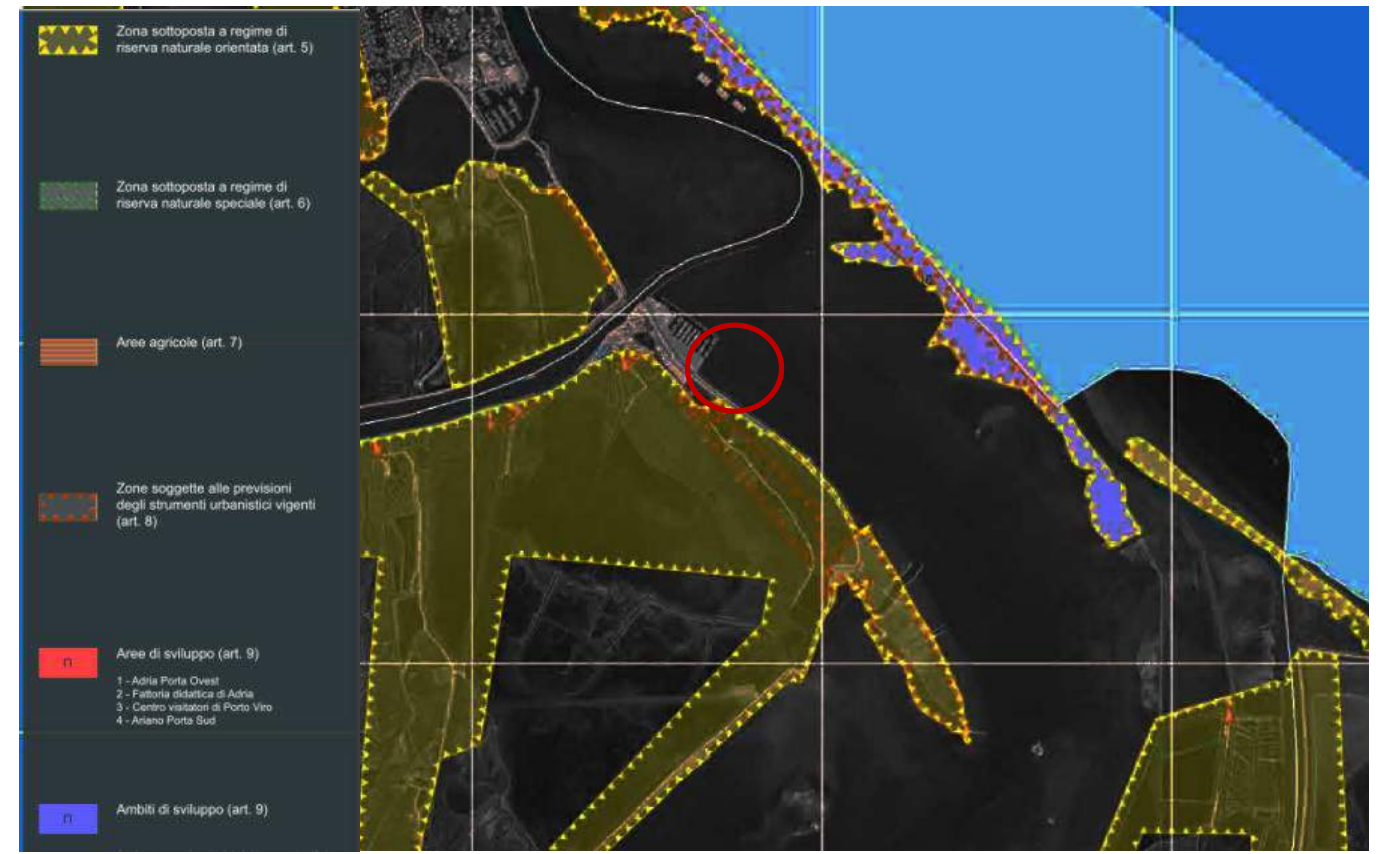 Zona sottoposta a regime di
riserva naturale orientata (art. 5)
Zona sottoposta a regime di
riserva naturale speciale (art. 6)
Aree agricole (art. 7)
Zone soggette alle previsioni
degli strumenti urbanistici vigenti
(art. 8)
n
Aree di sviluppo (art. 9)
1 - Adria Porta Ovest
2 - Fattoria didattica di Adria
3 - Centro visitatori di Porto Viro
4 - Ariano Porta Sud
n
Ambiti di sviluppo (art. 9)